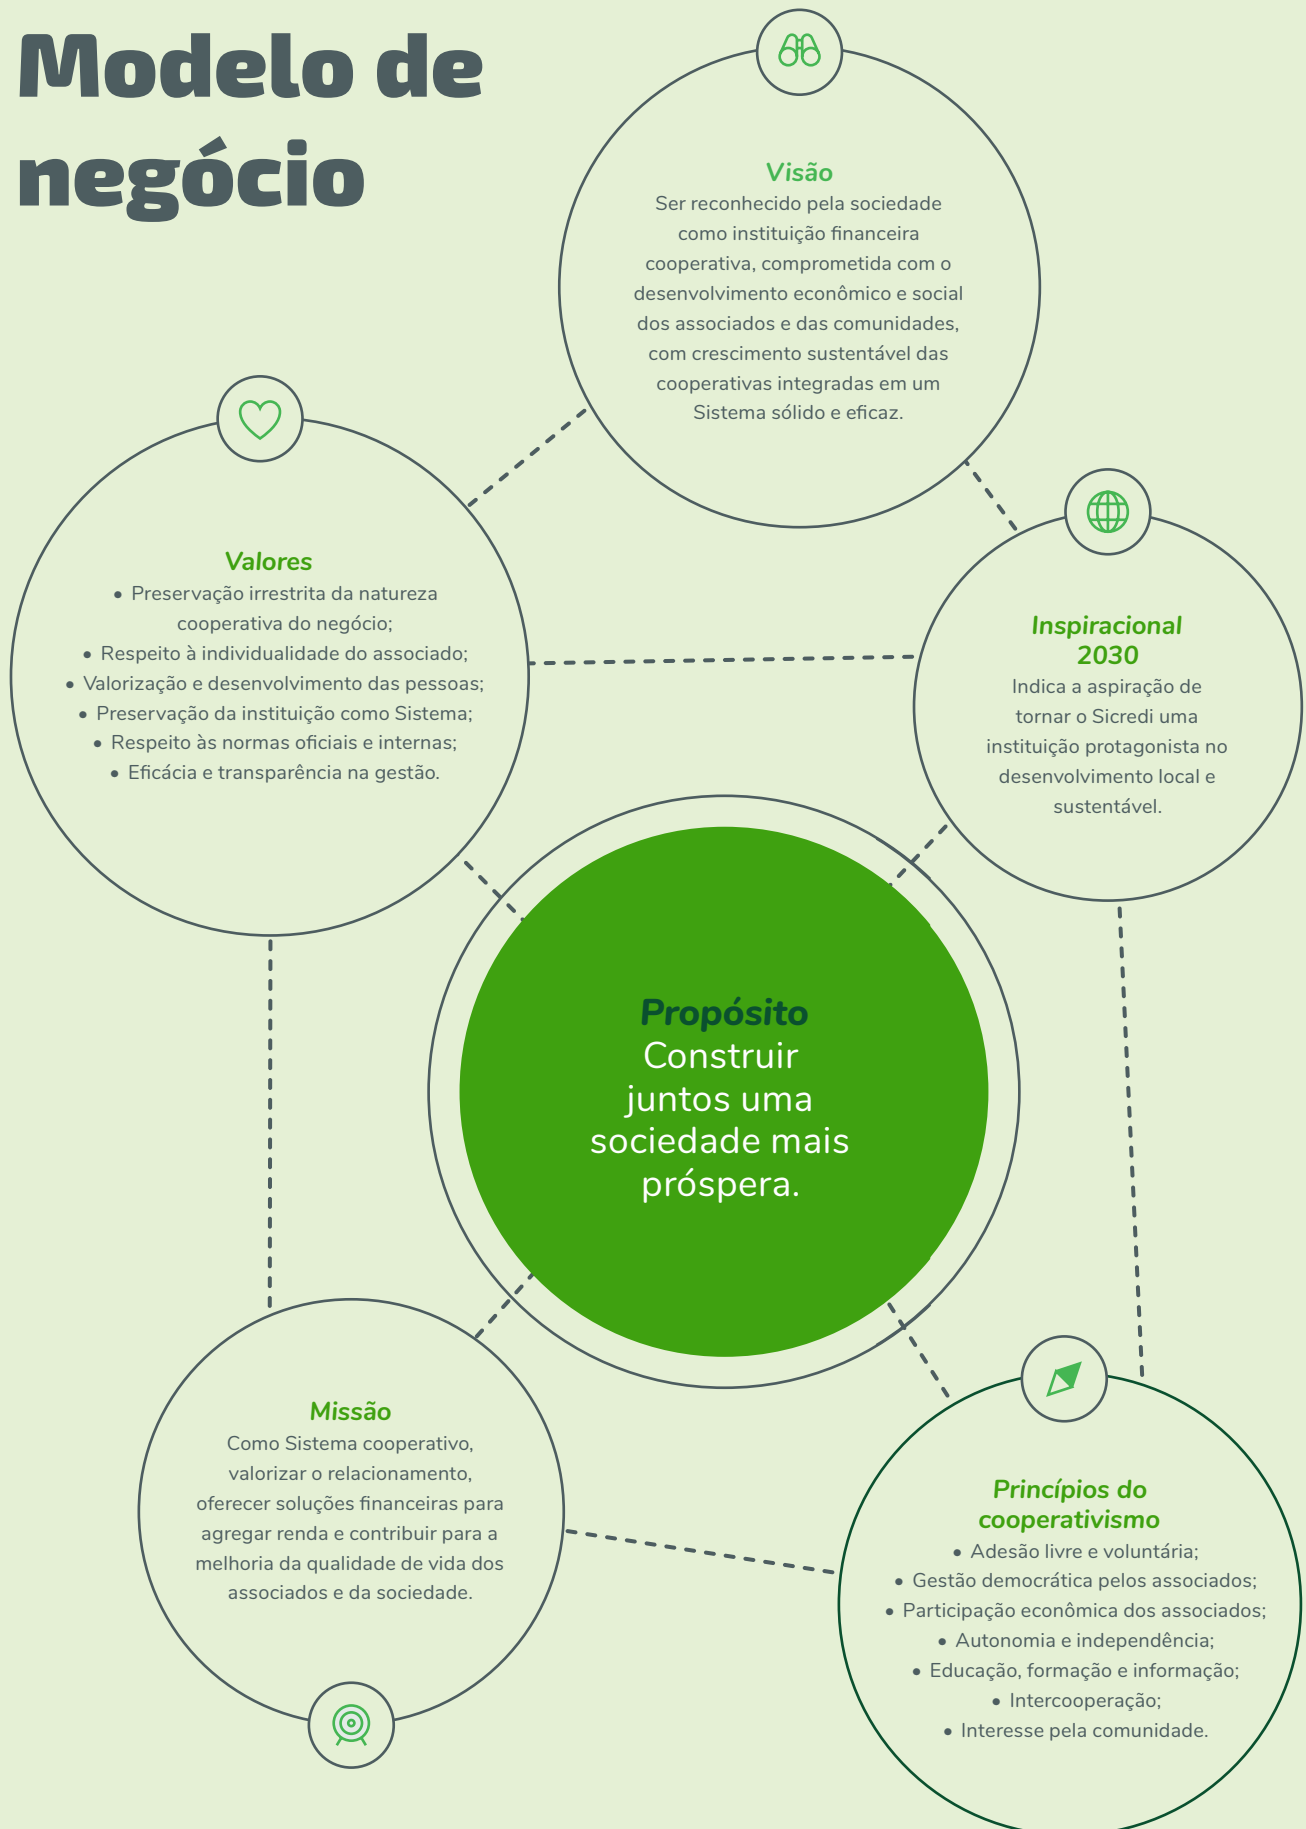 Modelo de
negócio
Visão
Ser reconhecido pela sociedade
como instituição financeira
cooperativa, comprometida com o
desenvolvimento econômico e social
dos associados e das comunidades,
com crescimento sustentável das
cooperativas integradas em um
Sistema sólido e eficaz.
Valores
• Preservação irrestrita da natureza
cooperativa do negócio;
• Respeito à individualidade do associado;
• Valorização e desenvolvimento das pessoas;
• Preservação da instituição como Sistema;
• Respeito às normas oficiais e internas;
• Eficácia e transparência na gestão.
Inspiracional
2030
Indica a aspiração de
tornar o Sicredi uma
instituição protagonista no
desenvolvimento local e
sustentável.
Propósito
Construir
juntos uma
sociedade mais
próspera.
Missão
Como Sistema cooperativo,
valorizar o relacionamento,
oferecer soluções financeiras para
agregar renda e contribuir para a
melhoria da qualidade de vida dos
associados e da sociedade.
Princípios do
cooperativismo
• Adesão livre e voluntária;
• Gestão democrática pelos associados;
• Participação econômica dos associados;
• Autonomia e independência;
• Educação, formação e informação;
• Intercooperação;
• Interesse pela comunidade.